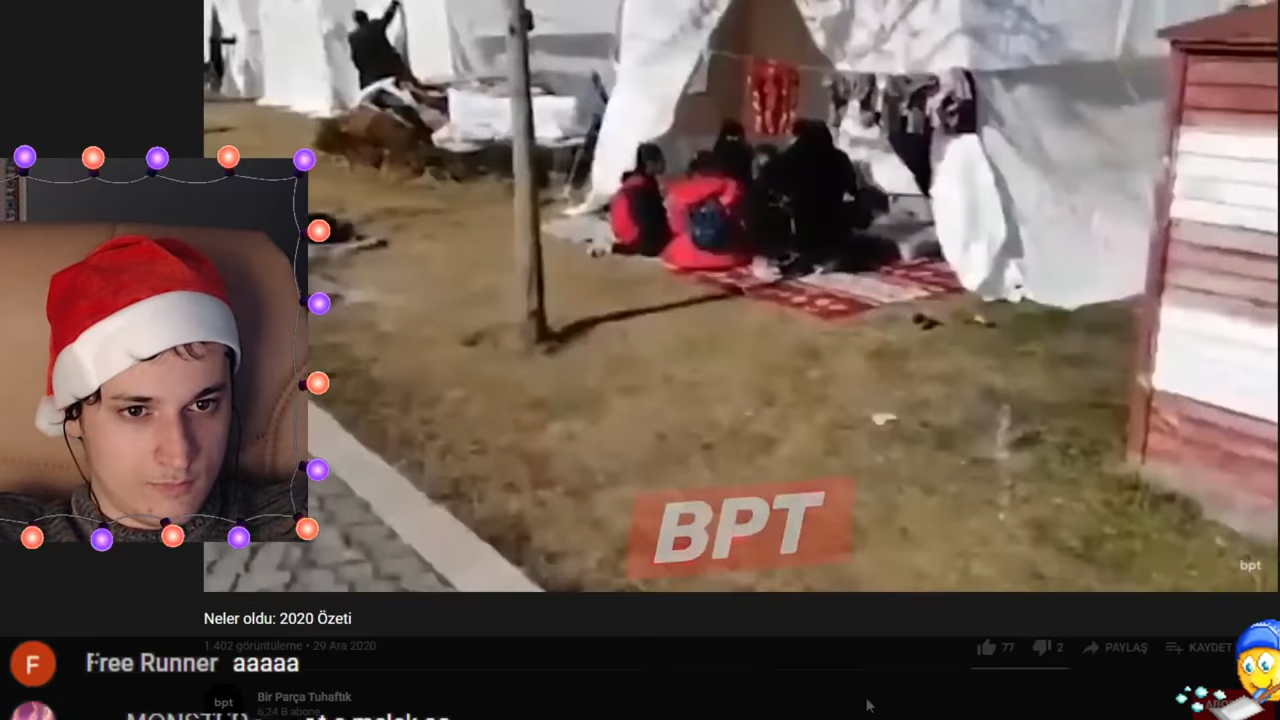 BPT
bpt
Neler oldu: 2020 Özeti
1.402 görüntüleme • 29 Ara 2020
77
2
PAYLAŞ
KAYDET
F
Free Runner aaaaa
bpt
Bir Parça Tuhaftık
6,24 B abone